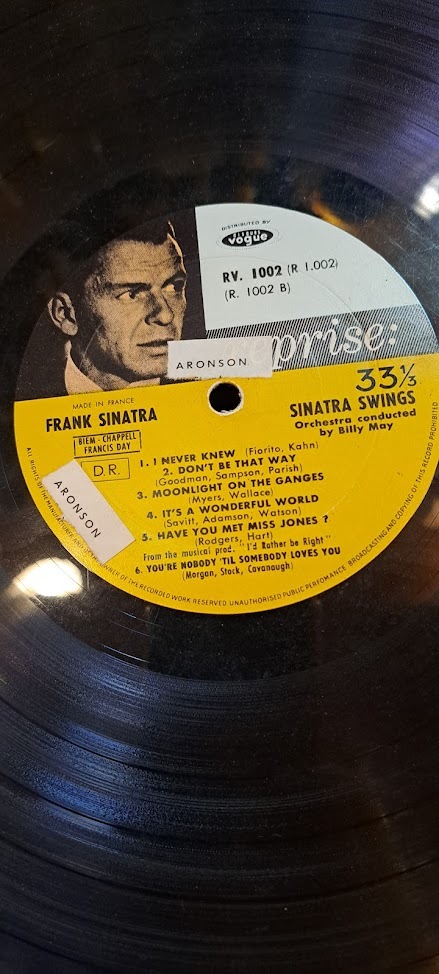 DISTRIBUTED BY
DISQUES
vogue
RV. 1002 (R 1.002)
(R. 1002 B)
reprise:
ARONSON
33⅓
MADE IN FRANCE
FRANK SINATRA
SINATRA SWINGS
Orchestra conducted
by Billy May
BIEM-CHAPPELL
FRANCIS DAY
D.R.
ARONSON
1. I NEVER KNEW (Fiorito, Kahn)
2. DON'T BE THAT WAY
(Goodman, Sampson, Parish)
3. MOONLIGHT ON THE GANGES
(Myers, Wallace)
4. IT'S A WONDERFUL WORLD
(Savitt, Adamson, Watson)
5. HAVE YOU MET MISS JONES ?
(Rodgers, Hart)
From the musical prod. "I'd Rather be Right"
6. YOU'RE NOBODY 'TIL SOMEBODY LOVES YOU
(Morgan, Stock, Cavanaugh)
ALL RIGHTS OF THE MANUFACTURER AND OF THE OWNER OF THE RECORDED WORK RESERVED UNAUTHORISED PUBLIC PERFOMANCE BROADCASTING AND COPYING OF THIS RECORD PROHIBITED